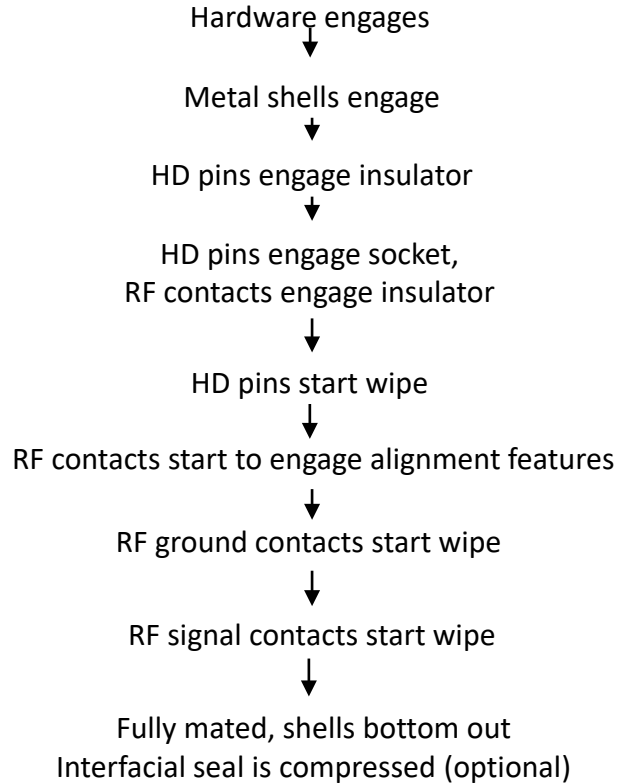 Hardware engages
Metal shells engage
HD pins engage insulator
HD pins engage socket,
RF contacts engage insulator
HD pins start wipe
RF contacts start to engage alignment features
RF ground contacts start wipe
RF signal contacts start wipe
Fully mated, shells bottom out
Interfacial seal is compressed (optional)